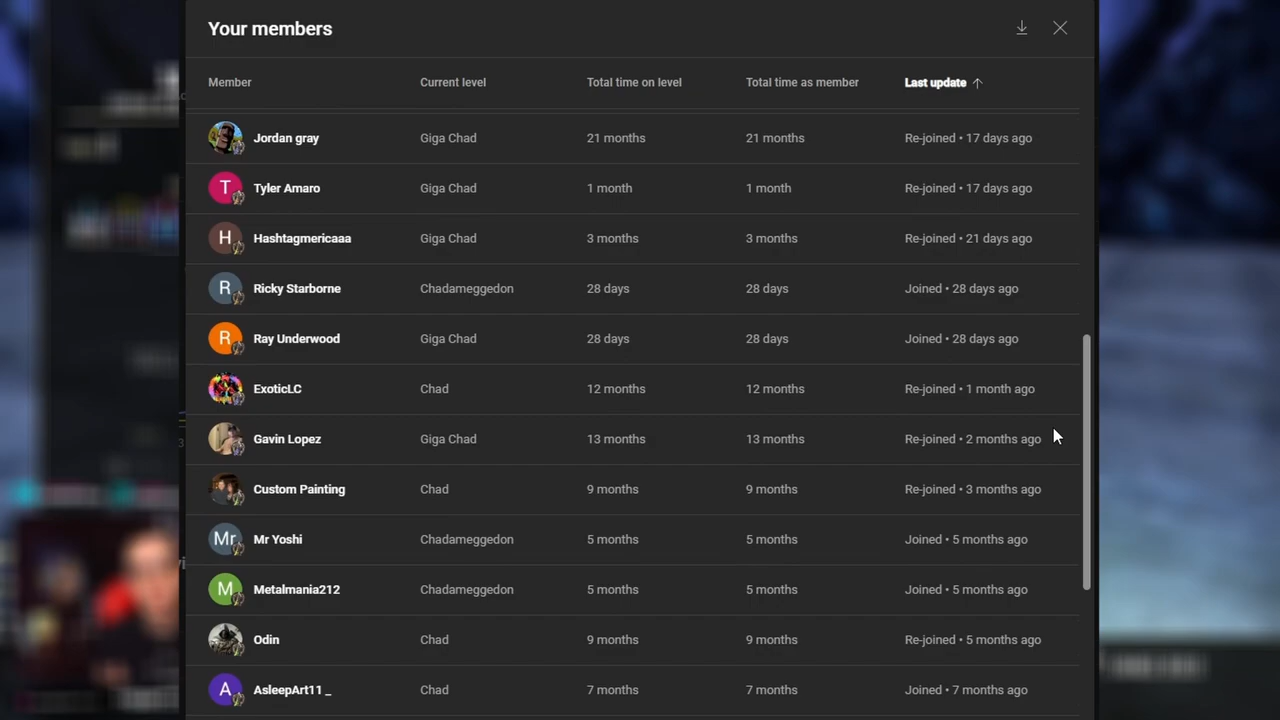 Your members
Member Current level Total time on level Total time as member Last update
Jordan gray Giga Chad 21 months 21 months Re-joined • 17 days ago
T Tyler Amaro Giga Chad 1 month 1 month Re-joined • 17 days ago
H Hashtagmericaaa Giga Chad 3 months 3 months Re-joined • 21 days ago
R Ricky Starborne Chadameggedon 28 days 28 days Joined • 28 days ago
R Ray Underwood Giga Chad 28 days 28 days Joined • 28 days ago
ExoticLC Chad 12 months 12 months Re-joined • 1 month ago
Gavin Lopez Giga Chad 13 months 13 months Re-joined • 2 months ago
Custom Painting Chad 9 months 9 months Re-joined • 3 months ago
Mr Mr Yoshi Chadameggedon 5 months 5 months Joined • 5 months ago
M Metalmania212 Chadameggedon 5 months 5 months Joined • 5 months ago
Odin Chad 9 months 9 months Re-joined • 5 months ago
A AsleepArt11 _ Chad 7 months 7 months Joined • 7 months ago